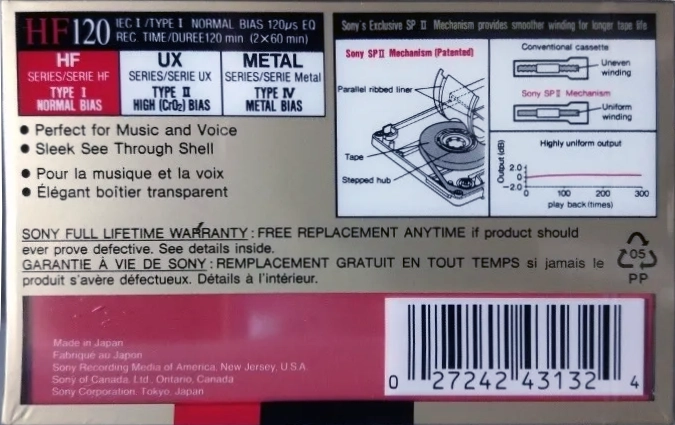 HF120 IEC I / TYPE I NORMAL BIAS 120μs EQ
REC TIME/DUREE120 min (2×60 min)
HF
SERIES/SERIE HF
TYPE I
NORMAL BIAS
UX
SERIES/SERIE UX
TYPE II
HIGH (CrO₂) BIAS
METAL
SERIES/SERIE Metal
TYPE IV
METAL BIAS
● Perfect for Music and Voice
● Sleek See Through Shell
● Pour la musique et la voix
● Élégant boîtier transparent
Sony's Exclusive SP II Mechanism provides smoother winding for longer tape life
Sony SP II Mechanism (Patented)
Parallel ribbed liner
Tape
Stepped hub
Conventional cassette
Uneven
winding
Sony SP II Mechanism
Uniform
winding
Highly uniform output
Output (dB)
2.0
0
-2.0
0 100 200 300
play back (times)
SONY FULL LIFETIME WARRANTY : FREE REPLACEMENT ANYTIME if product should
ever prove defective. See details inside.
GARANTIE À VIE DE SONY : REMPLACEMENT GRATUIT EN TOUT TEMPS si jamais le
produit s'avère défectueux. Détails à l'intérieur.
05
PP
Made in Japan
Fabriqué au Japon
Sony Recording Media of America, New Jersey, U.S.A.
Sony of Canada, Ltd., Ontario, Canada
Sony Corporation, Tokyo, Japan
0 27242 43132 4